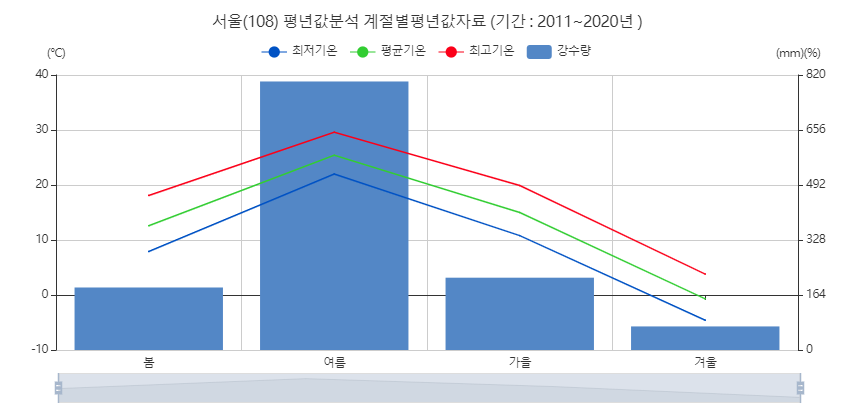 서울(108) 평년값분석 계절별평년값자료 (기간 : 2011~2020년 )
최저기온 평균기온 최고기온 강수량
(℃) (mm)(%)
40 820
30 656
20 492
10 328
0 164
-10 0
봄 여름 가을 겨울